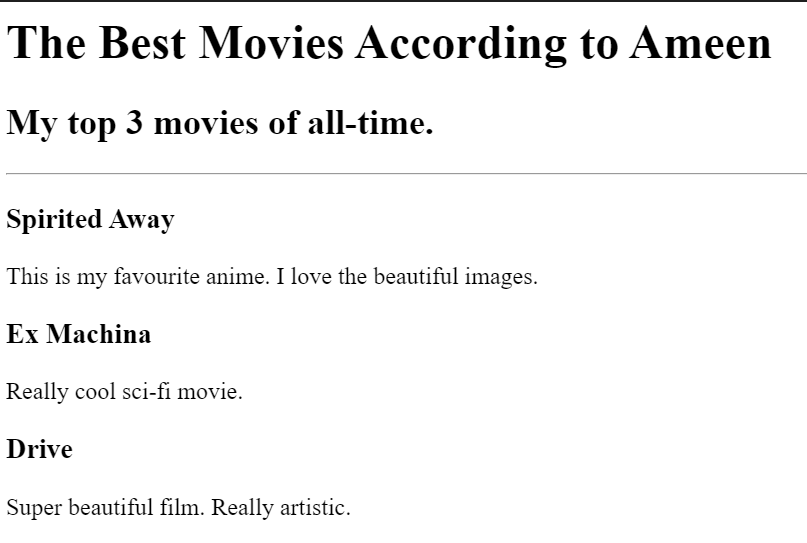 The Best Movies According to Ameen
My top 3 movies of all-time.
Spirited Away
This is my favourite anime. I love the beautiful images.
Ex Machina
Really cool sci-fi movie.
Drive
Super beautiful film. Really artistic.